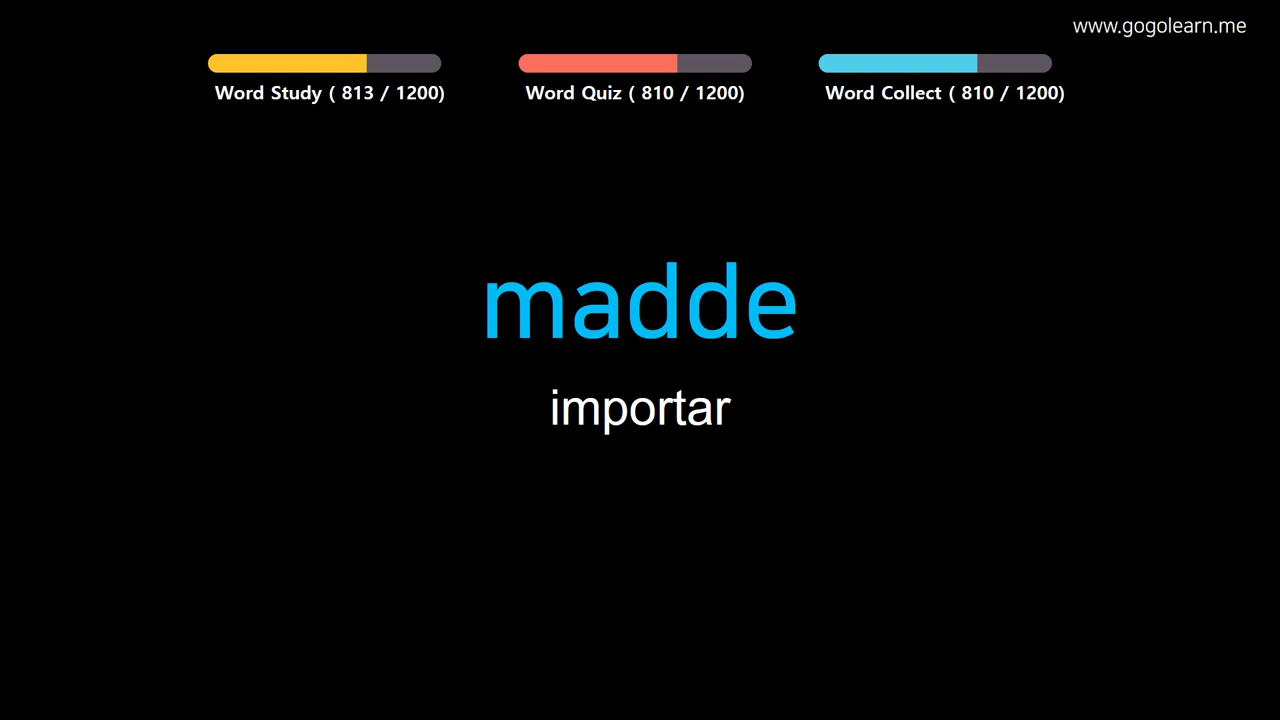 www.gogolearn.me
Word Study ( 813 / 1200)
Word Quiz ( 810 / 1200)
Word Collect ( 810 / 1200)
madde
importar